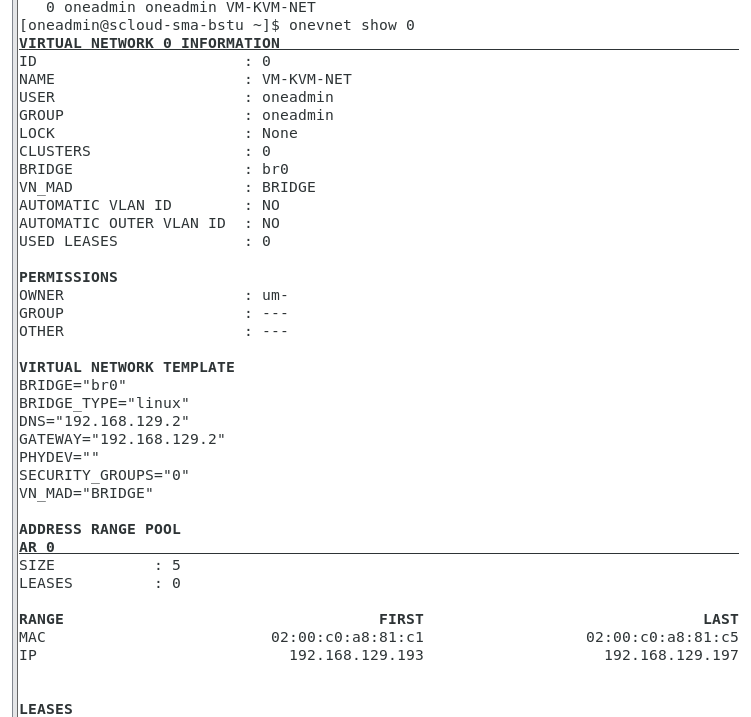 0 oneadmin oneadmin VM-KVM-NET
[oneadmin@scloud-sma-bstu ~]$ onevnet show 0
VIRTUAL NETWORK 0 INFORMATION
ID : 0
NAME : VM-KVM-NET
USER : oneadmin
GROUP : oneadmin
LOCK : None
CLUSTERS : 0
BRIDGE : br0
VN_MAD : BRIDGE
AUTOMATIC VLAN ID : NO
AUTOMATIC OUTER VLAN ID : NO
USED LEASES : 0
PERMISSIONS
OWNER : um-
GROUP : ---
OTHER : ---
VIRTUAL NETWORK TEMPLATE
BRIDGE="br0"
BRIDGE_TYPE="linux"
DNS="192.168.129.2"
GATEWAY="192.168.129.2"
PHYDEV=""
SECURITY_GROUPS="0"
VN_MAD="BRIDGE"
ADDRESS RANGE POOL
AR 0
SIZE : 5
LEASES : 0
RANGE FIRST LAST
MAC 02:00:c0:a8:81:c1 02:00:c0:a8:81:c5
IP 192.168.129.193 192.168.129.197
LEASES